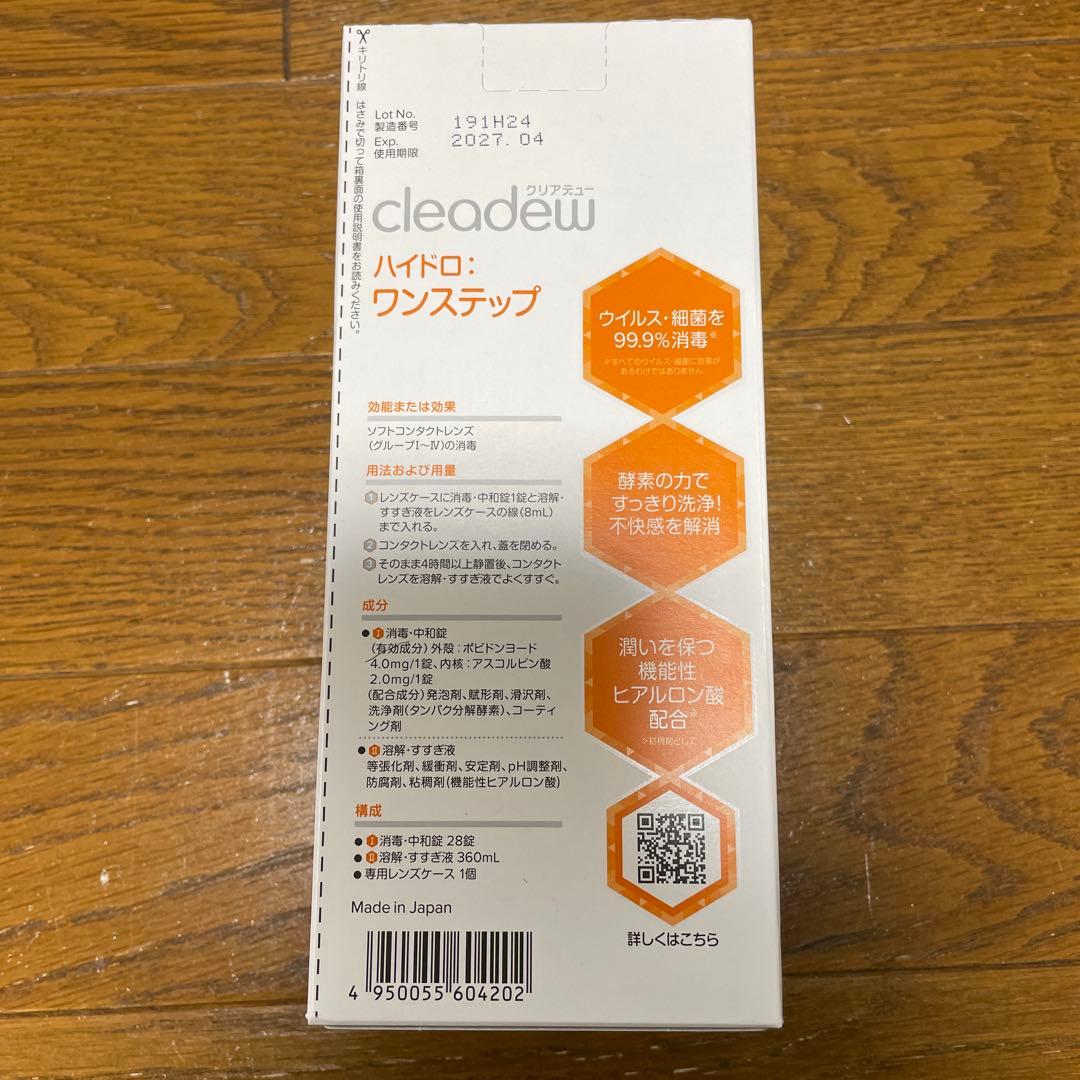 キリトリ線 はさみで切って箱裏面の使用説明書をお読みください。
Lot No.
製造番号
191H24
Exp.
使用期限
2027.04
クリアデュー
cleadew
ハイドロ:
ワンステップ
ウイルス・細菌を
99.9%消毒※
※すべてのウイルス・細菌に効果が
あるわけではありません
効能または効果
ソフトコンタクトレンズ
(グループI〜Ⅳ)の消毒
用法および用量
1 レンズケースに消毒・中和錠1錠と溶解・
すすぎ液をレンズケースの線(8mL)
まで入れる。
2 コンタクトレンズを入れ、蓋を閉める。
3 そのまま4時間以上静置後、コンタクト
レンズを溶解・すすぎ液でよくすすぐ。
酵素の力で
すっきり洗浄!
不快感を解消
成分
●I 消毒・中和錠
(有効成分) 外殻:ポビドンヨード
4.0mg/1錠、内核:アスコルビン酸
2.0mg/1錠
(配合成分)発泡剤、賦形剤、滑沢剤、
洗浄剤(タンパク分解酵素)、コーティ
ング剤
●II 溶解・すすぎ液
等張化剤、緩衝剤、安定剤、pH調整剤、
防腐剤、粘稠剤(機能性ヒアルロン酸)
潤いを保つ
機能性
ヒアルロン酸
配合※
※粘稠剤として
構成
●I 消毒・中和錠 28錠
●II 溶解・すすぎ液 360mL
●専用レンズケース 1個
Made in Japan
4 950055 604202
詳しくはこちら